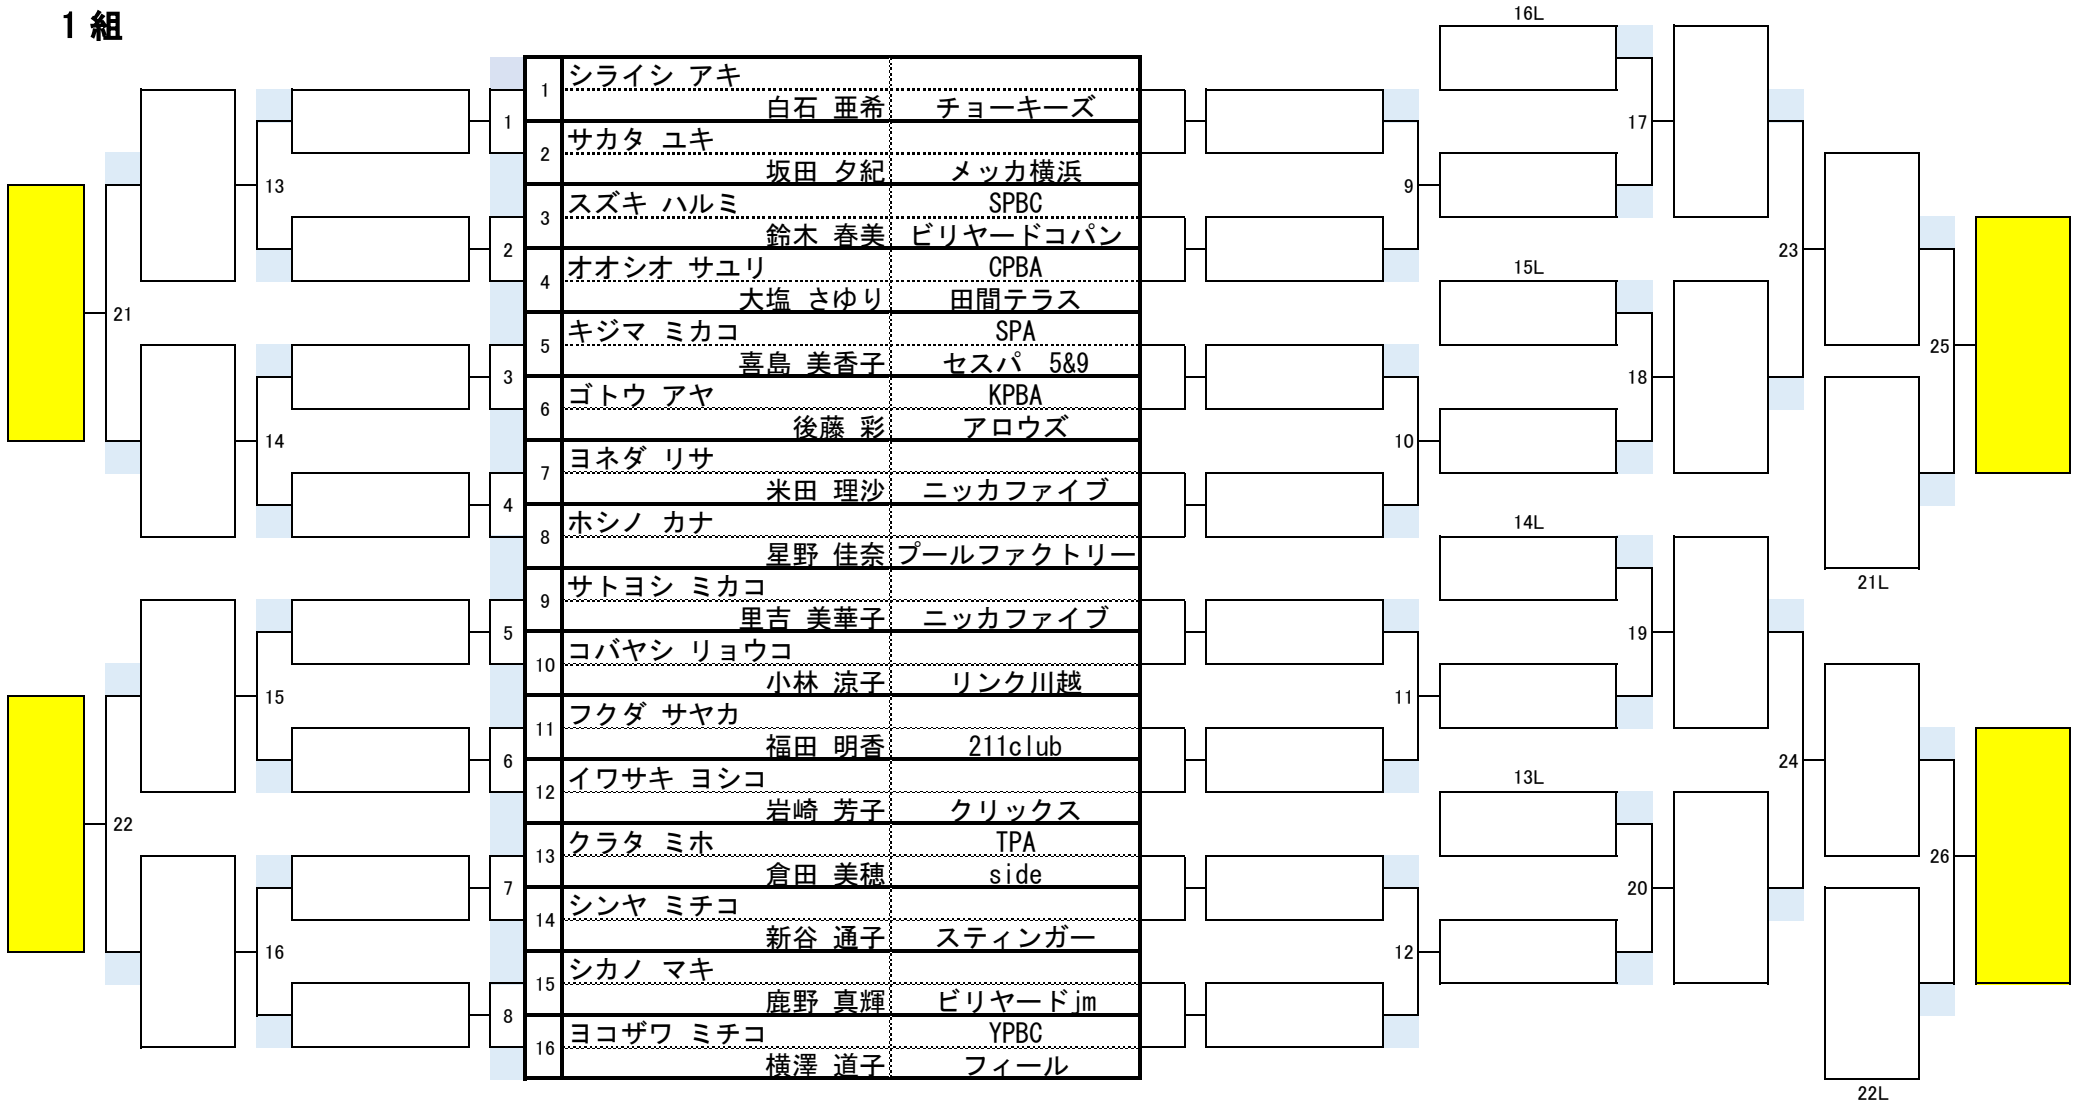 1 組
1
シライシ アキ
白石 亜希 チョーキーズ
2
サカタ ユキ
坂田 夕紀 メッカ横浜
3
スズキ ハルミ SPBC
鈴木 春美 ビリヤードコパン
4
オオシオ サユリ CPBA
大塩 さゆり 田間テラス
5
キジマ ミカコ SPA
喜島 美香子 セスパ 5&9
6
ゴトウ アヤ KPBA
後藤 彩 アロウズ
7
ヨネダ リサ
米田 理沙 ニッカファイブ
8
ホシノ カナ
星野 佳奈 プールファクトリー
9
サトヨシ ミカコ
里吉 美華子 ニッカファイブ
10
コバヤシ リョウコ
小林 涼子 リンク川越
11
フクダ サヤカ
福田 明香 211club
12
イワサキ ヨシコ
岩崎 芳子 クリックス
13
クラタ ミホ TPA
倉田 美穂 side
14
シンヤ ミチコ
新谷 通子 スティンガー
15
シカノ マキ
鹿野 真輝 ビリヤードjm
16
ヨコザワ ミチコ YPBC
横澤 道子 フィール
1
2
3
4
5
6
7
8
13
14
15
16
21
22
9
10
11
12
16L
15L
14L
13L
17
18
19
20
23
24
21L
22L
25
26